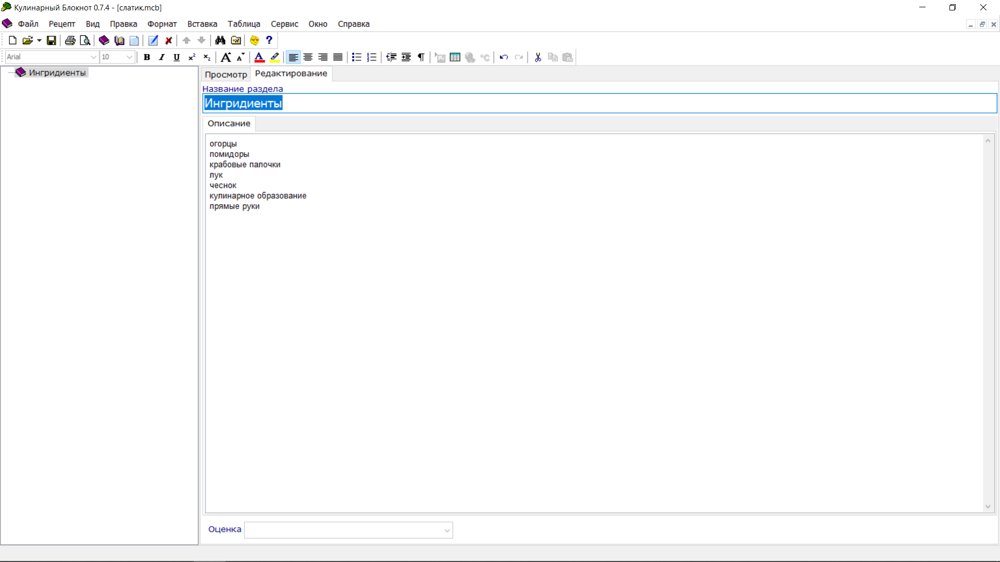 Кулинарный Блокнот 0.7.4 - [слатик.mcb]
Файл Рецепт Вид Правка Формат Вставка Таблица Сервис Окно Справка
Arial 10
Ингридиенты
Просмотр Редактирование
Название раздела
Ингридиенты
Описание
огорцы
помидоры
крабовые палочки
лук
чеснок
кулинарное образование
прямые руки
Оценка